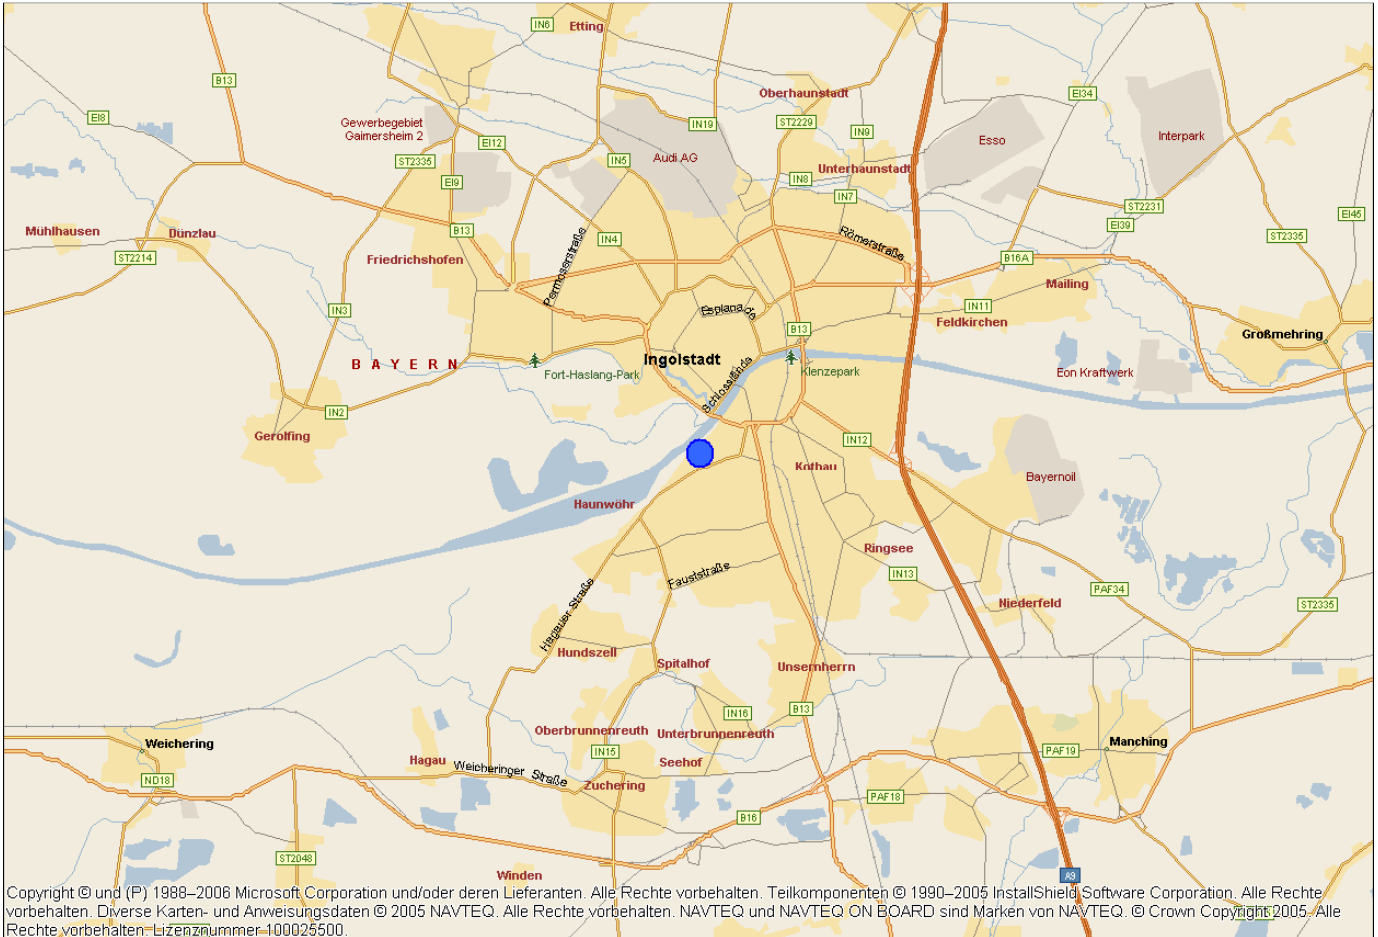 IN6
Etting
B13
Oberhaunstadt
EI34
EI8
Gewerbegebiet
Gaimersheim 2
IN19
ST2229
IN9
Esso
Interpark
EI12
ST2335
IN5
Audi AG
Unterhaunstadt
EI9
IN8
IN7
ST2231
EI45
Mühlhausen
Dünzlau
B13
IN4
Permoserstraße
Römerstraße
EI39
ST2335
ST2214
Friedrichshofen
B16A
Mailing
IN3
Esplanade
IN11
Feldkirchen
B13
Großmehring
BAYERN
Ingolstadt
Schlosslände
Fort-Haslang-Park
Klenzepark
Eon Kraftwerk
IN2
Gerolfing
IN12
Kothau
Bayernoil
Haunwöhr
Ringsee
Fauststraße
IN13
PAF34
Niederfeld
ST2335
Hagauer Straße
Hundszell
Spitalhof
Unsernherrn
IN16
B13
Oberbrunnenreuth
Unterbrunnenreuth
Weichering
IN15
Seehof
PAF19
Manching
Hagau
Weicheringer Straße
Zuchering
ND18
PAF18
B16
ST2048
Winden
A9
Copyright © und (P) 1988–2006 Microsoft Corporation und/oder deren Lieferanten. Alle Rechte vorbehalten. Teilkomponenten © 1990–2005 InstallShield Software Corporation. Alle Rechte
vorbehalten. Diverse Karten- und Anweisungsdaten © 2005 NAVTEQ. Alle Rechte vorbehalten. NAVTEQ und NAVTEQ ON BOARD sind Marken von NAVTEQ. © Crown Copyright 2005. Alle
Rechte vorbehalten. Lizenznummer 100025500.